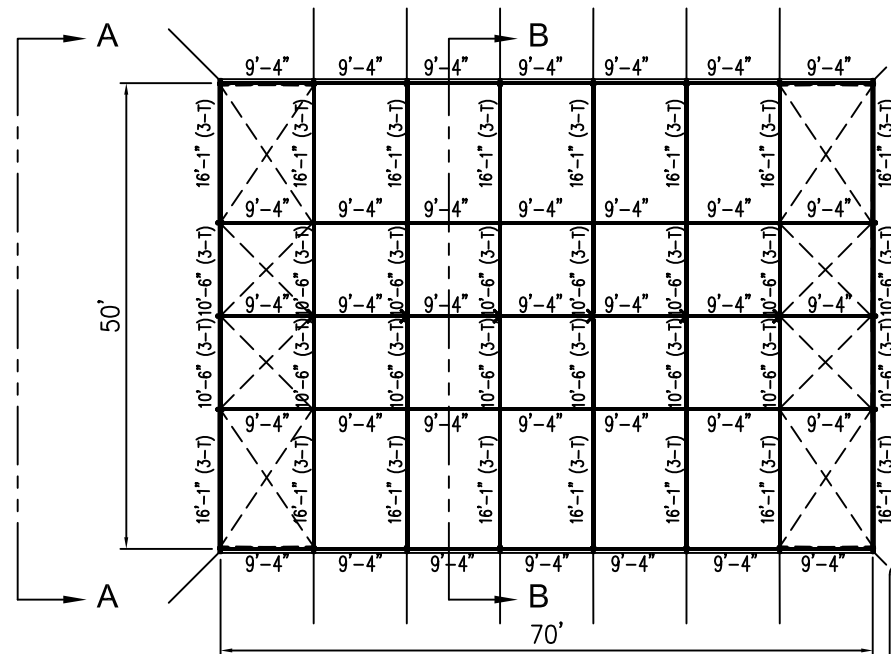 A B
9'-4" 9'-4" 9'-4" 9'-4" 9'-4" 9'-4" 9'-4"
16'-1" (3-T) 16'-1" (3-T) 16'-1" (3-T) 16'-1" (3-T) 16'-1" (3-T) 16'-1" (3-T) 16'-1" (3-T) 16'-1" (3-T)
9'-4" 9'-4" 9'-4" 9'-4" 9'-4" 9'-4" 9'-4"
10'-6" (3-T) 10'-6" (3-T) 10'-6" (3-T) 10'-6" (3-T) 10'-6" (3-T) 10'-6" (3-T) 10'-6" (3-T) 10'-6" (3-T)
9'-4" 9'-4" 9'-4" 9'-4" 9'-4" 9'-4" 9'-4"
50'
10'-6" (3-T) 10'-6" (3-T) 10'-6" (3-T) 10'-6" (3-T) 10'-6" (3-T) 10'-6" (3-T) 10'-6" (3-T) 10'-6" (3-T)
9'-4" 9'-4" 9'-4" 9'-4" 9'-4" 9'-4" 9'-4"
16'-1" (3-T) 16'-1" (3-T) 16'-1" (3-T) 16'-1" (3-T) 16'-1" (3-T) 16'-1" (3-T) 16'-1" (3-T) 16'-1" (3-T)
9'-4" 9'-4" 9'-4" 9'-4" 9'-4" 9'-4" 9'-4"
A B
70'